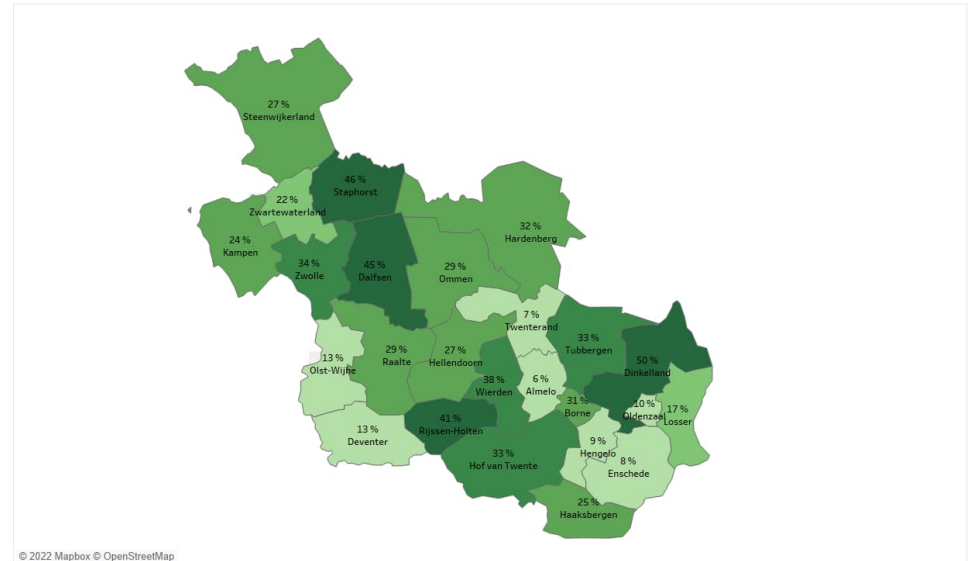 27 %
Steenwijkerland
46 %
Staphorst
22 %
Zwartewaterland
24 %
Kampen
34 %
Zwolle
45 %
Dalfsen
29 %
Ommen
32 %
Hardenberg
7 %
Twenterand
33 %
Tubbergen
50 %
Dinkelland
13 %
Olst-Wijhe
29 %
Raalte
27 %
Hellendoorn
38 %
Wierden
6 %
Almelo
31 %
Borne
10 %
Oldenzaal
17 %
Losser
13 %
Deventer
41 %
Rijssen-Holten
33 %
Hof van Twente
9 %
Hengelo
8 %
Enschede
25 %
Haaksbergen
© 2022 Mapbox © OpenStreetMap